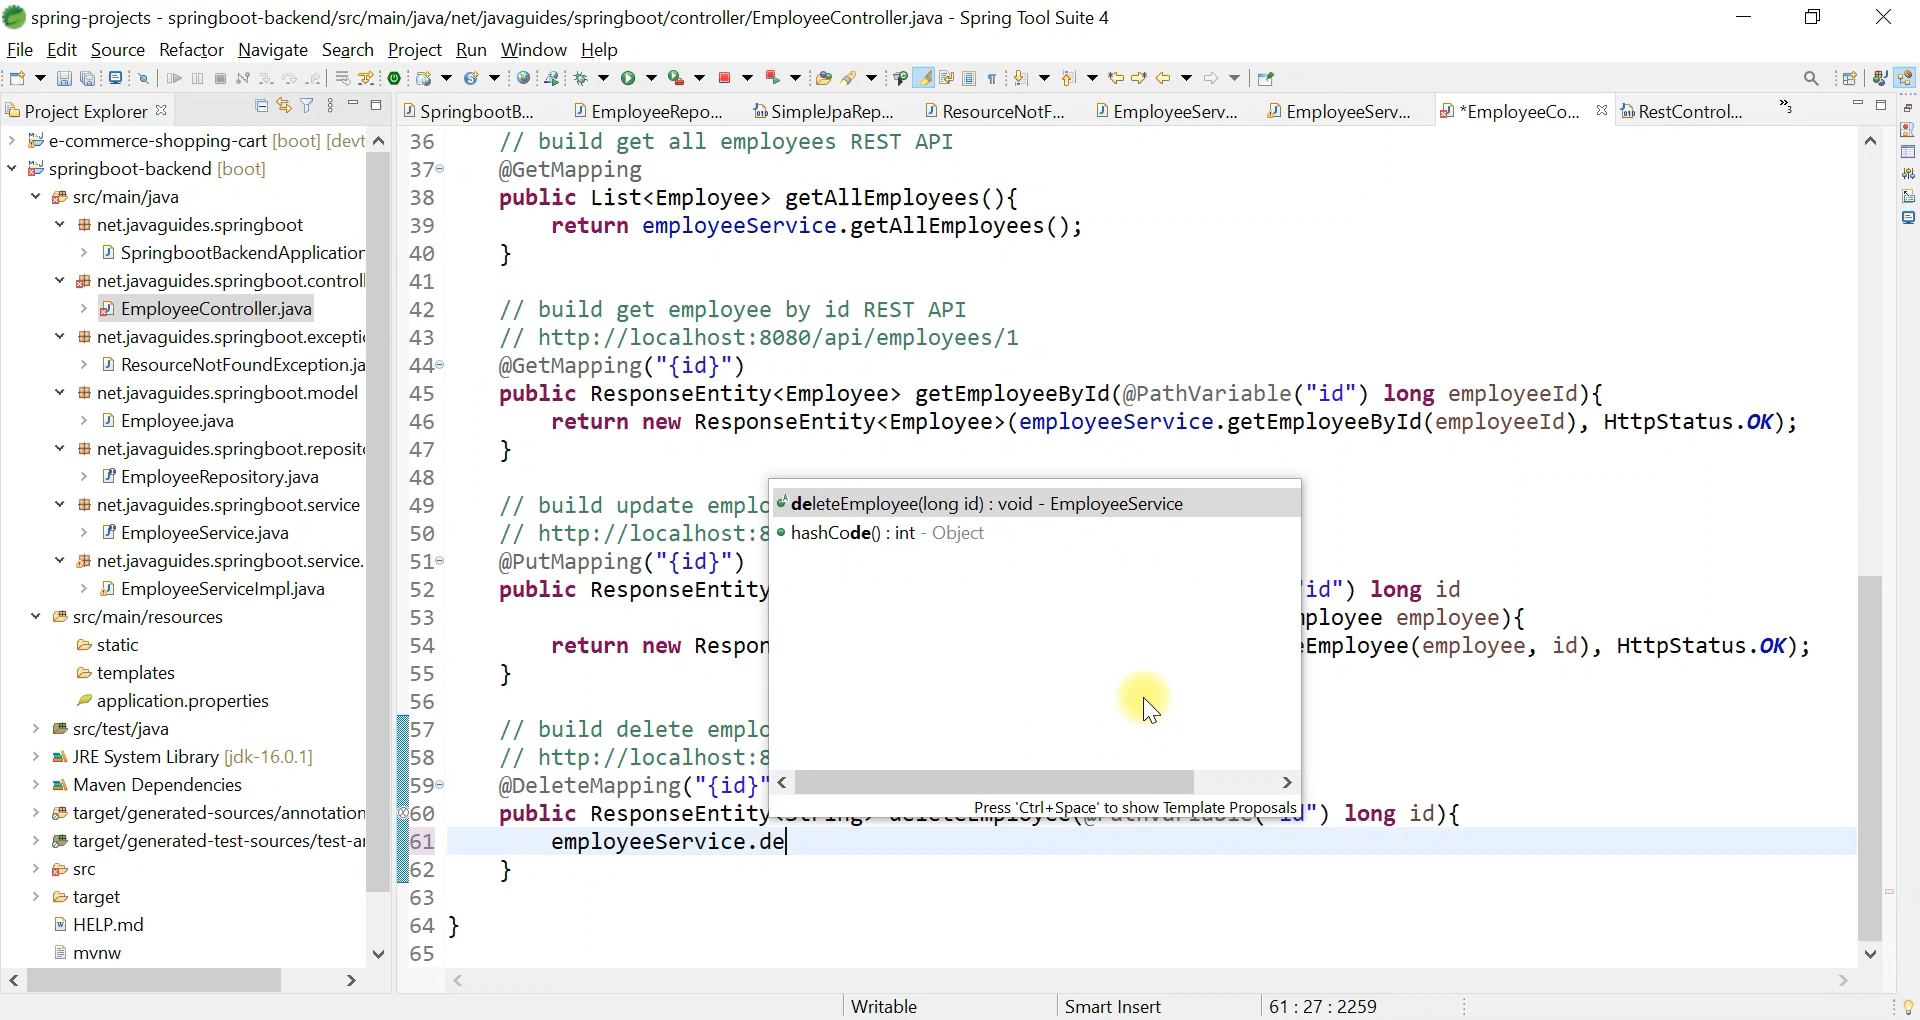 spring-projects - springboot-backend/src/main/java/net/javaguides/springboot/controller/EmployeeController.java - Spring Tool Suite 4
File Edit Source Refactor Navigate Search Project Run Window Help
Project Explorer
SpringbootB... EmployeeRepo... SimpleJpaRep... ResourceNotF... EmployeeServ... EmployeeServ... *EmployeeCo... RestControl... »3
e-commerce-shopping-cart [boot] [devt
springboot-backend [boot]
src/main/java
net.javaguides.springboot
SpringbootBackendApplication
net.javaguides.springboot.controll
EmployeeController.java
net.javaguides.springboot.excepti
ResourceNotFoundException.ja
net.javaguides.springboot.model
Employee.java
net.javaguides.springboot.reposit
EmployeeRepository.java
net.javaguides.springboot.service
EmployeeService.java
net.javaguides.springboot.service.
EmployeeServiceImpl.java
src/main/resources
static
templates
application.properties
src/test/java
JRE System Library [jdk-16.0.1]
Maven Dependencies
target/generated-sources/annotation
target/generated-test-sources/test-a
src
target
HELP.md
mvnw
36 // build get all employees REST API
37 @GetMapping
38 public List<Employee> getAllEmployees(){
39 return employeeService.getAllEmployees();
40 }
41
42 // build get employee by id REST API
43 // http://localhost:8080/api/employees/1
44 @GetMapping("{id}")
45 public ResponseEntity<Employee> getEmployeeById(@PathVariable("id") long employeeId){
46 return new ResponseEntity<Employee>(employeeService.getEmployeeById(employeeId), HttpStatus.OK);
47 }
48
49 // build update emplo
50 // http://localhost:8
51 @PutMapping("{id}")
52 public ResponseEntity "id") long id
53 mployee employee){
54 return new Respon eEmployee(employee, id), HttpStatus.OK);
55 }
56
57 // build delete emplo
58 // http://localhost:8
59 @DeleteMapping("{id}"
60 public ResponseEntity<String> deleteEmployee(@PathVariable("id") long id){
61 employeeService.de
62 }
63
64 }
65
deleteEmployee(long id) : void - EmployeeService
hashCode() : int - Object
Press 'Ctrl+Space' to show Template Proposals
Writable Smart Insert 61 : 27 : 2259